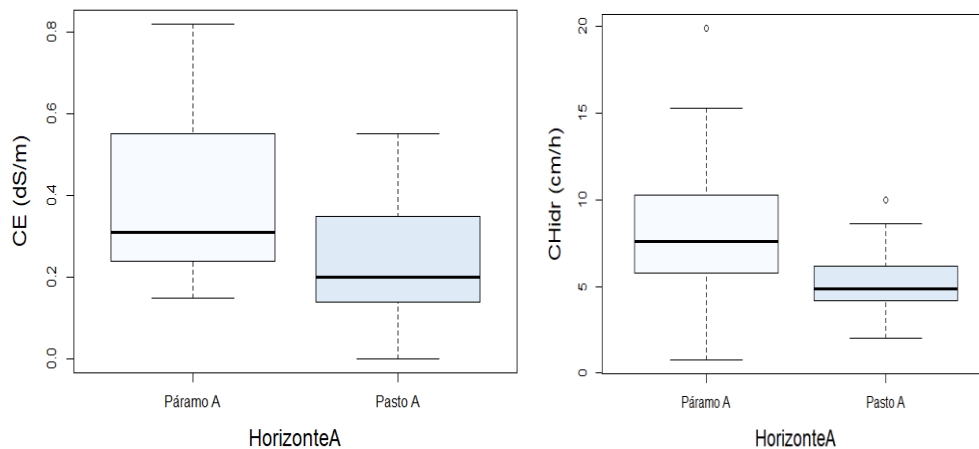 CE (dS/m)
0.8
0.6
0.4
0.2
0.0
Páramo A
Pasto A
HorizonteA
CHidr (cm/h)
20
15
10
5
0
Páramo A
Pasto A
HorizonteA